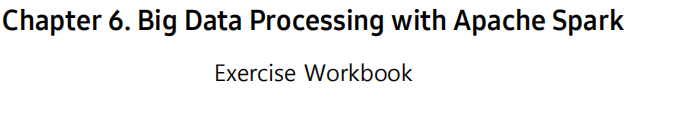 Chapter 6. Big Data Processing with Apache Spark
Exercise Workbook